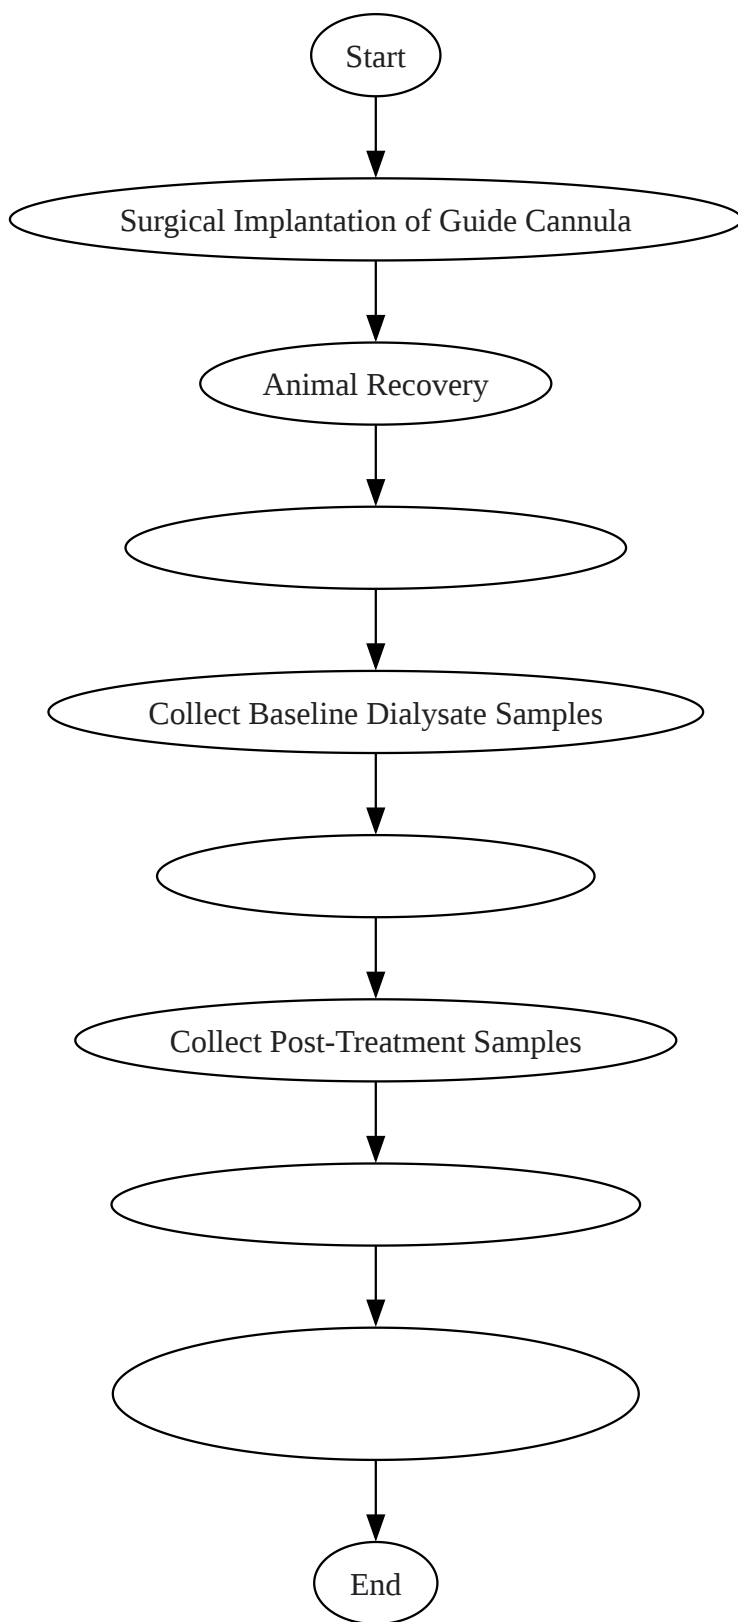 Start
Surgical Implantation of Guide Cannula
Animal Recovery
Collect Baseline Dialysate Samples
Collect Post-Treatment Samples
End